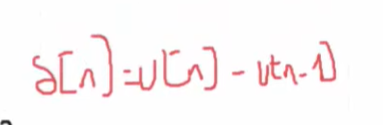 δ[n] = u[n] - u[n-1]